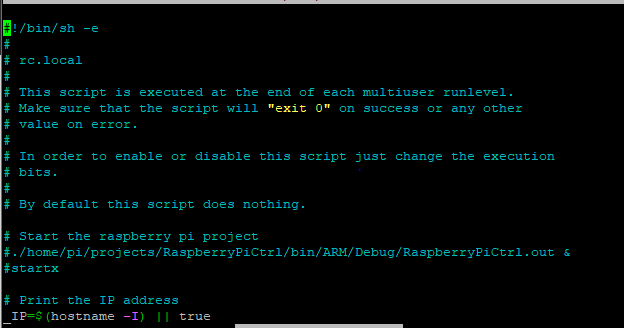 #!/bin/sh -e
#
# rc.local
#
# This script is executed at the end of each multiuser runlevel.
# Make sure that the script will "exit 0" on success or any other
# value on error.
#
# In order to enable or disable this script just change the execution
# bits.
#
# By default this script does nothing.

# Start the raspberry pi project
#./home/pi/projects/RaspberryPiCtrl/bin/ARM/Debug/RaspberryPiCtrl.out &
#startx

# Print the IP address
_IP=$(hostname -I) || true